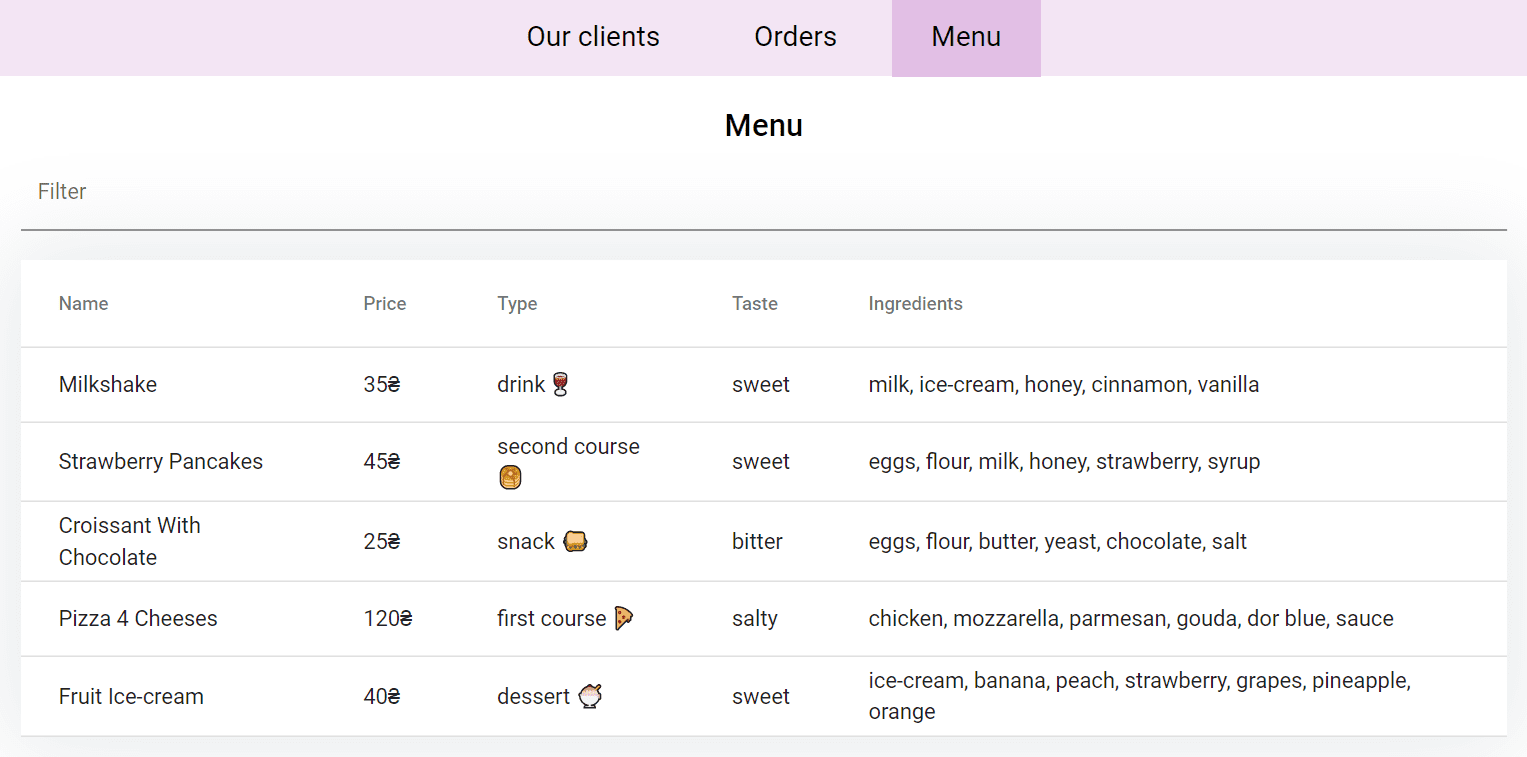 Our clients Orders Menu
Menu
Filter
Name Price Type Taste Ingredients
Milkshake 35₴ drink sweet milk, ice-cream, honey, cinnamon, vanilla
Strawberry Pancakes 45₴ second course sweet eggs, flour, milk, honey, strawberry, syrup
Croissant With
Chocolate 25₴ snack bitter eggs, flour, butter, yeast, chocolate, salt
Pizza 4 Cheeses 120₴ first course salty chicken, mozzarella, parmesan, gouda, dor blue, sauce
Fruit Ice-cream 40₴ dessert sweet ice-cream, banana, peach, strawberry, grapes, pineapple,
orange